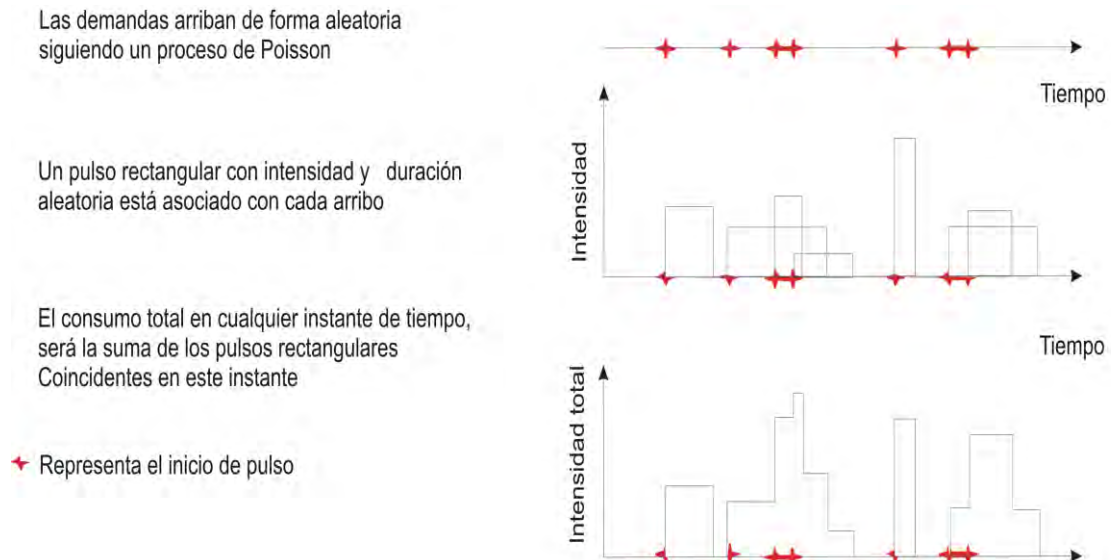 Las demandas arriban de forma aleatoria
siguiendo un proceso de Poisson
Tiempo
Un pulso rectangular con intensidad y duración
aleatoria está asociado con cada arribo
Intensidad
El consumo total en cualquier instante de tiempo,
será la suma de los pulsos rectangulares
Coincidentes en este instante
Tiempo
Intensidad total
Representa el inicio de pulso